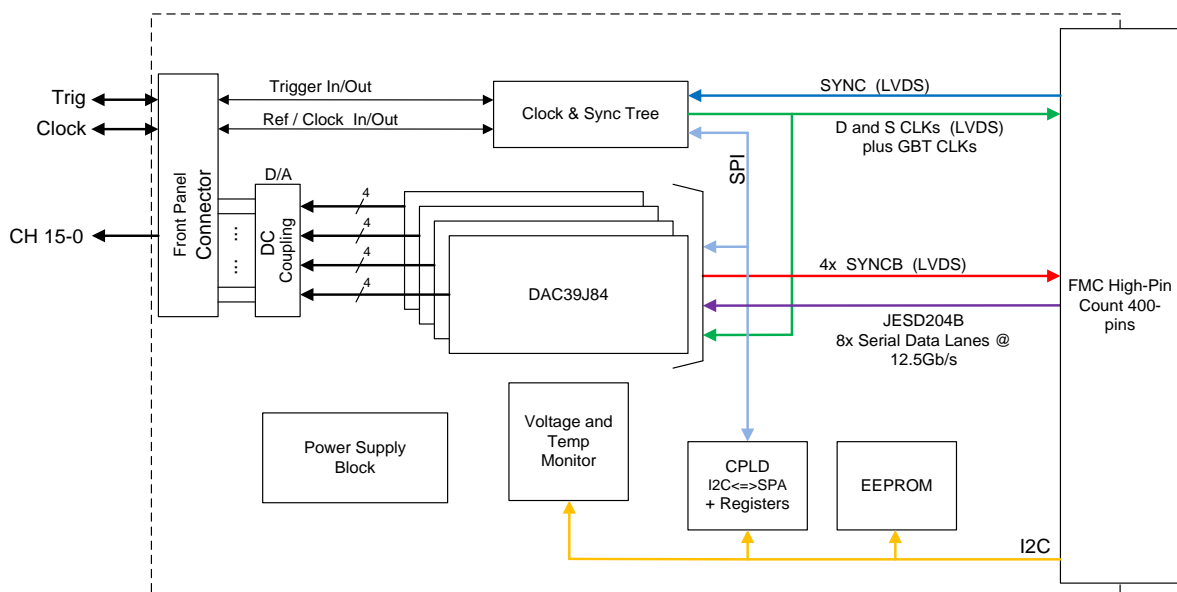 Trig
Clock
CH 15-0
Front Panel
Connector
Trigger In/Out
Ref / Clock  In/Out
D/A
DC
Coupling
...
...
4
4
4
4
Clock & Sync Tree
DAC39J84
SPI
SYNC  (LVDS)
D and S CLKs  (LVDS)
plus GBT CLKs
4x  SYNCB  (LVDS)
JESD204B
8x Serial Data Lanes @
12.5Gb/s
FMC High-Pin
Count 400-
pins
Power Supply
Block
Voltage and
Temp
Monitor
CPLD
I2C<=>SPA
+ Registers
EEPROM
I2C